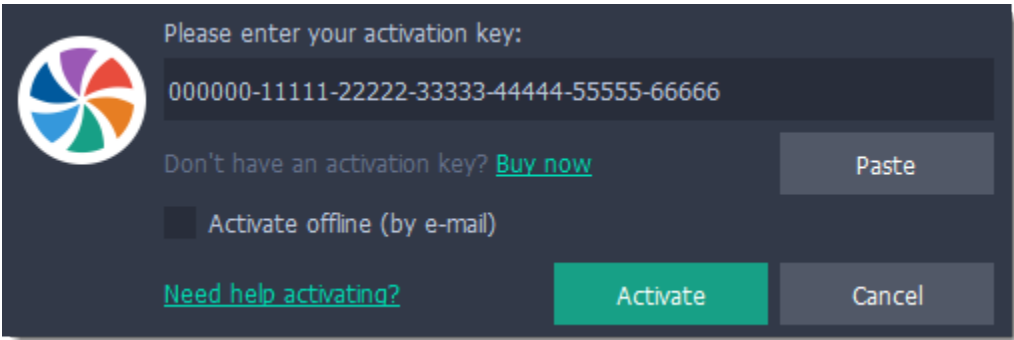 Please enter your activation key:
000000-11111-22222-33333-44444-55555-66666
Don't have an activation key? Buy now
Paste
Activate offline (by e-mail)
Need help activating?
Activate
Cancel